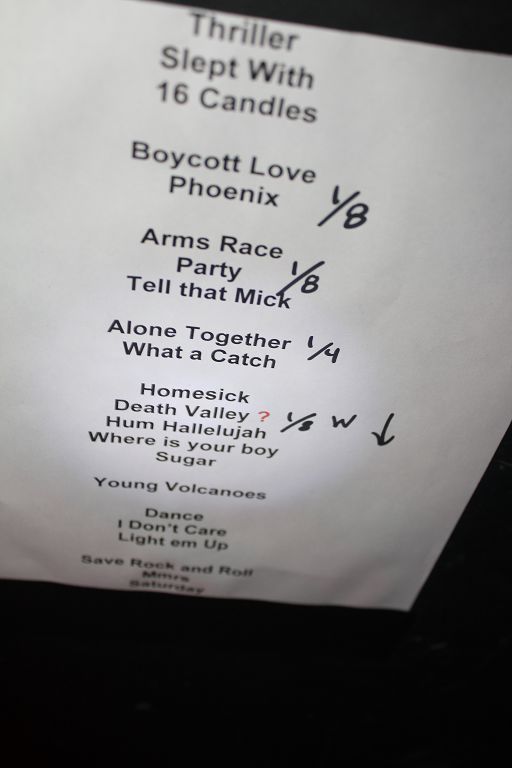 Thriller
Slept With
16 Candles
Boycott Love
Phoenix 1/8
Arms Race
Party 1/8
Tell that Mick
Alone Together 1/4
What a Catch
Homesick
Death Valley ? 1/8 W ↓
Hum Hallelujah
Where is your boy
Sugar
Young Volcanoes
Dance
I Don't Care
Light em Up
Save Rock and Roll
Mmrs
Saturday